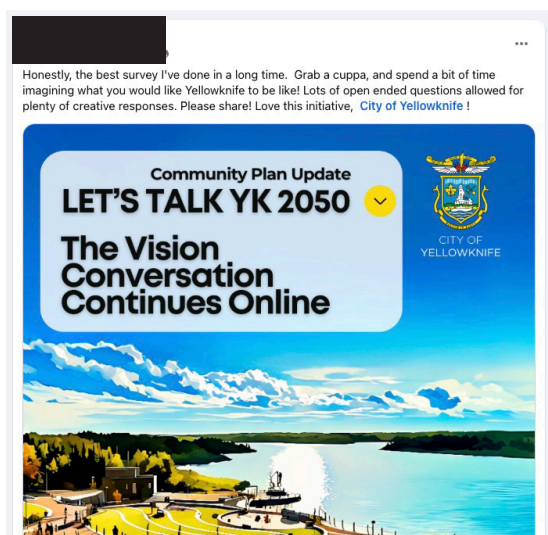 Honestly, the best survey I've done in a long time.  Grab a cuppa, and spend a bit of time
imagining what you would like Yellowknife to be like! Lots of open ended questions allowed for
plenty of creative responses. Please share! Love this initiative,  City of Yellowknife !
Community Plan Update
LET'S TALK YK 2050
The Vision
Conversation
Continues Online
CITY OF
YELLOWKNIFE